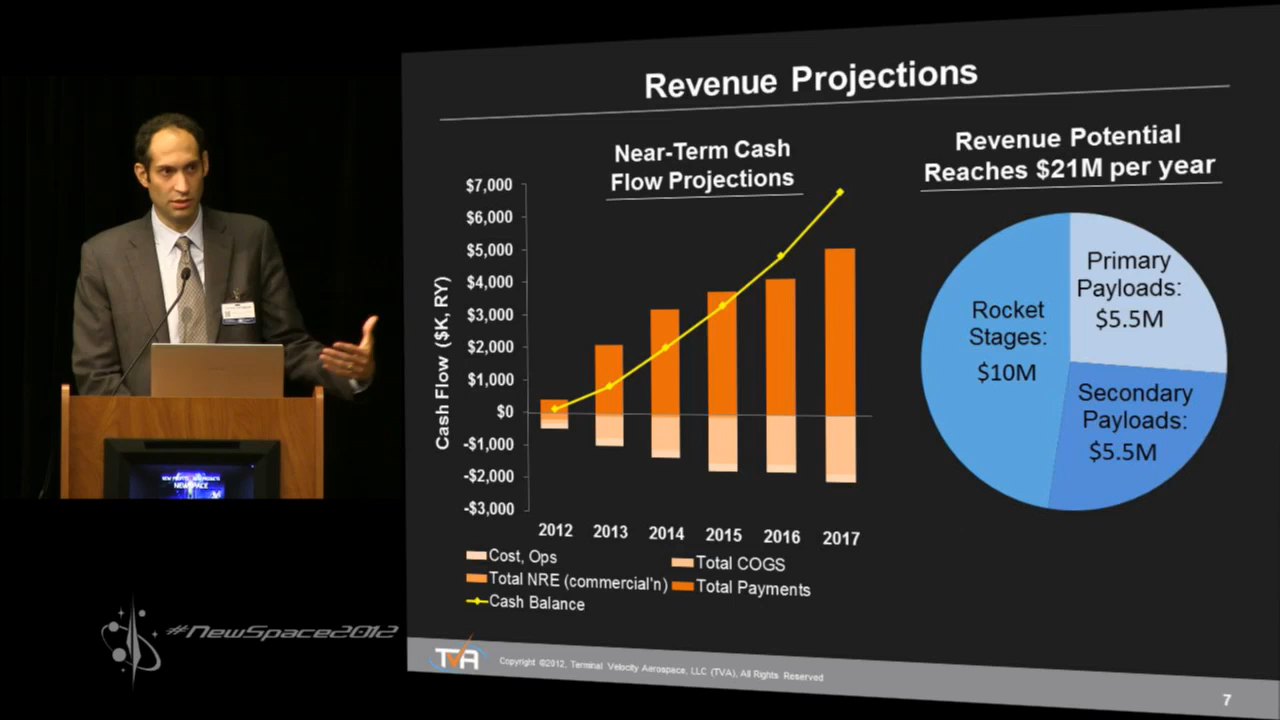 Revenue Projections
Near-Term Cash
Flow Projections
Revenue Potential
Reaches $21M per year
Cash Flow ($K, RY)
$7,000
$6,000
$5,000
$4,000
$3,000
$2,000
$1,000
$0
-$1,000
-$2,000
-$3,000
2012 2013 2014 2015 2016 2017
Cost, Ops
Total COGS
Total NRE (commercial'n)
Total Payments
Cash Balance
Rocket
Stages:
$10M
Primary
Payloads:
$5.5M
Secondary
Payloads:
$5.5M
#NewSpace2012
TVA
Copyright ©2012, Terminal Velocity Aerospace, LLC (TVA), All Rights Reserved
7
NEWSPACE